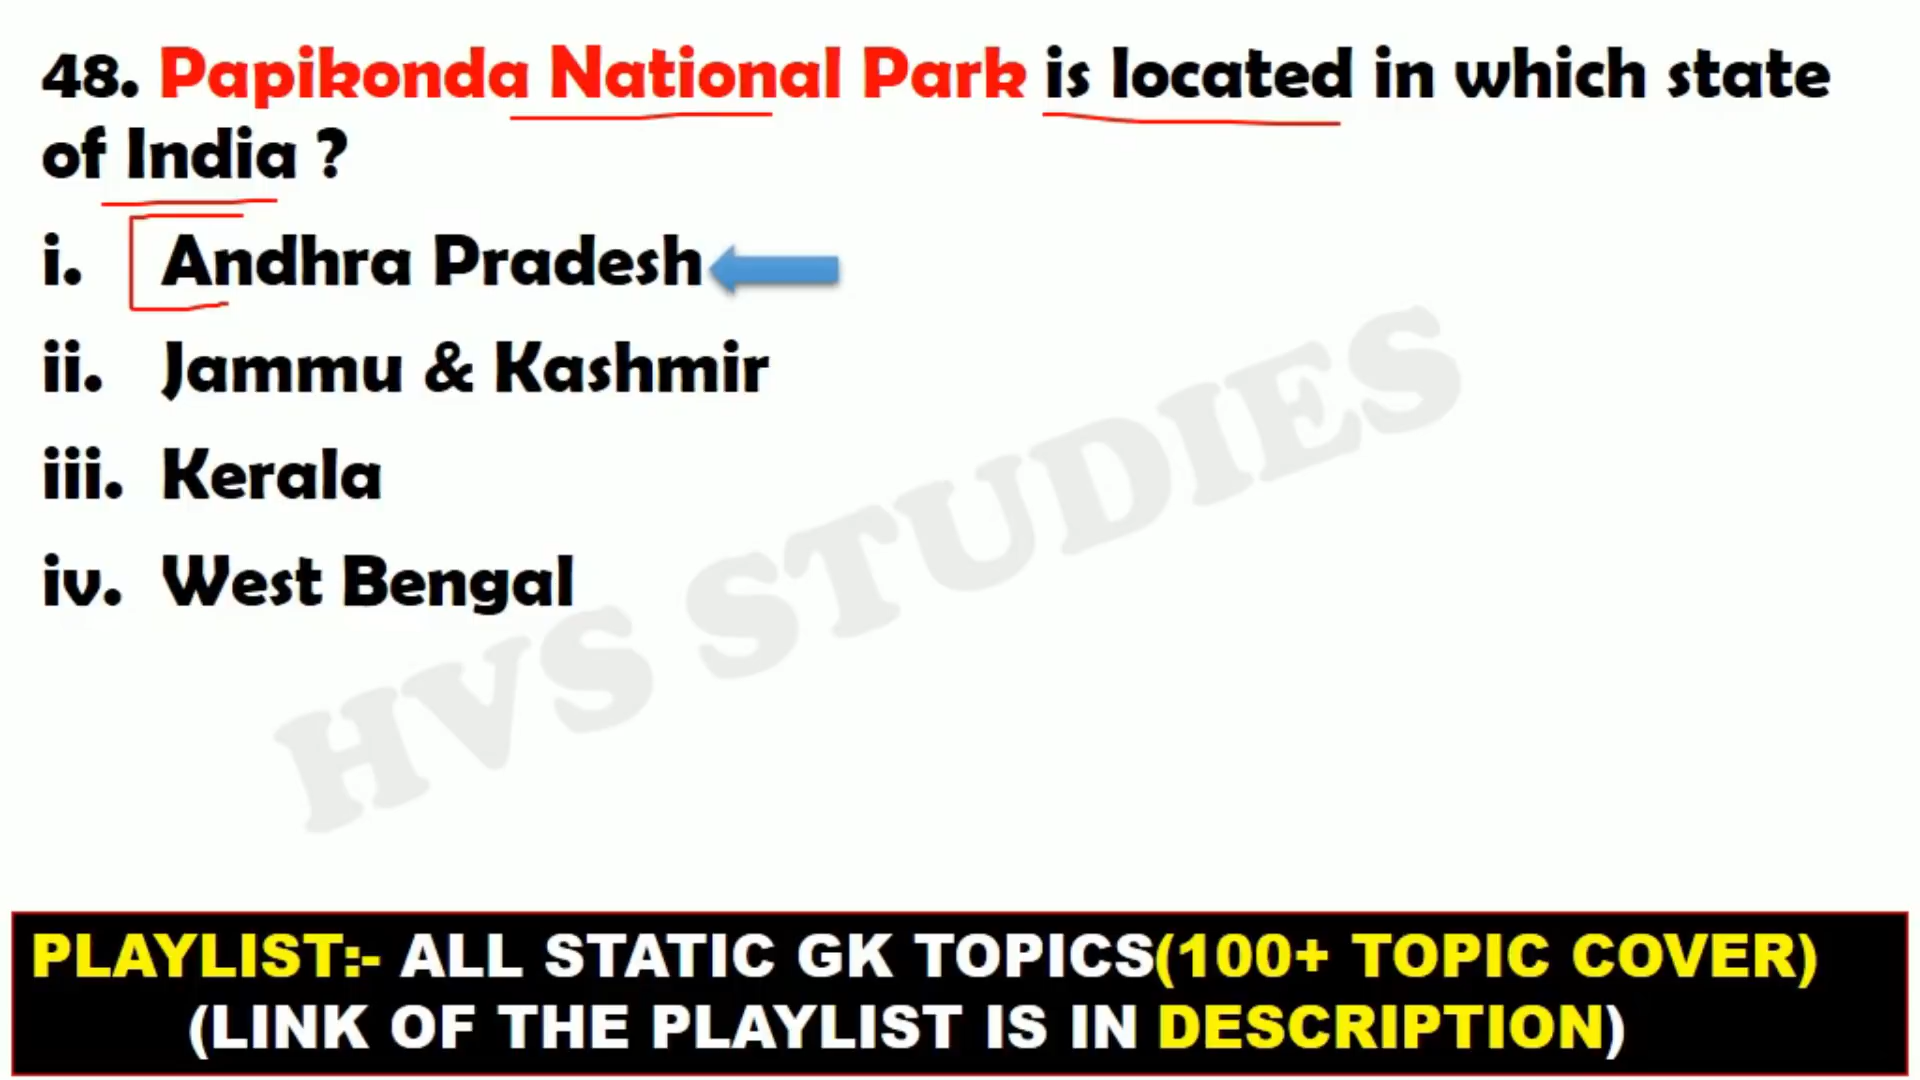 48. Papikonda National Park is located in which state
of India ?
i. Andhra Pradesh
ii. Jammu & Kashmir
iii. Kerala
iv. West Bengal
HVS STUDIES
PLAYLIST:- ALL STATIC GK TOPICS(100+ TOPIC COVER)
(LINK OF THE PLAYLIST IS IN DESCRIPTION)